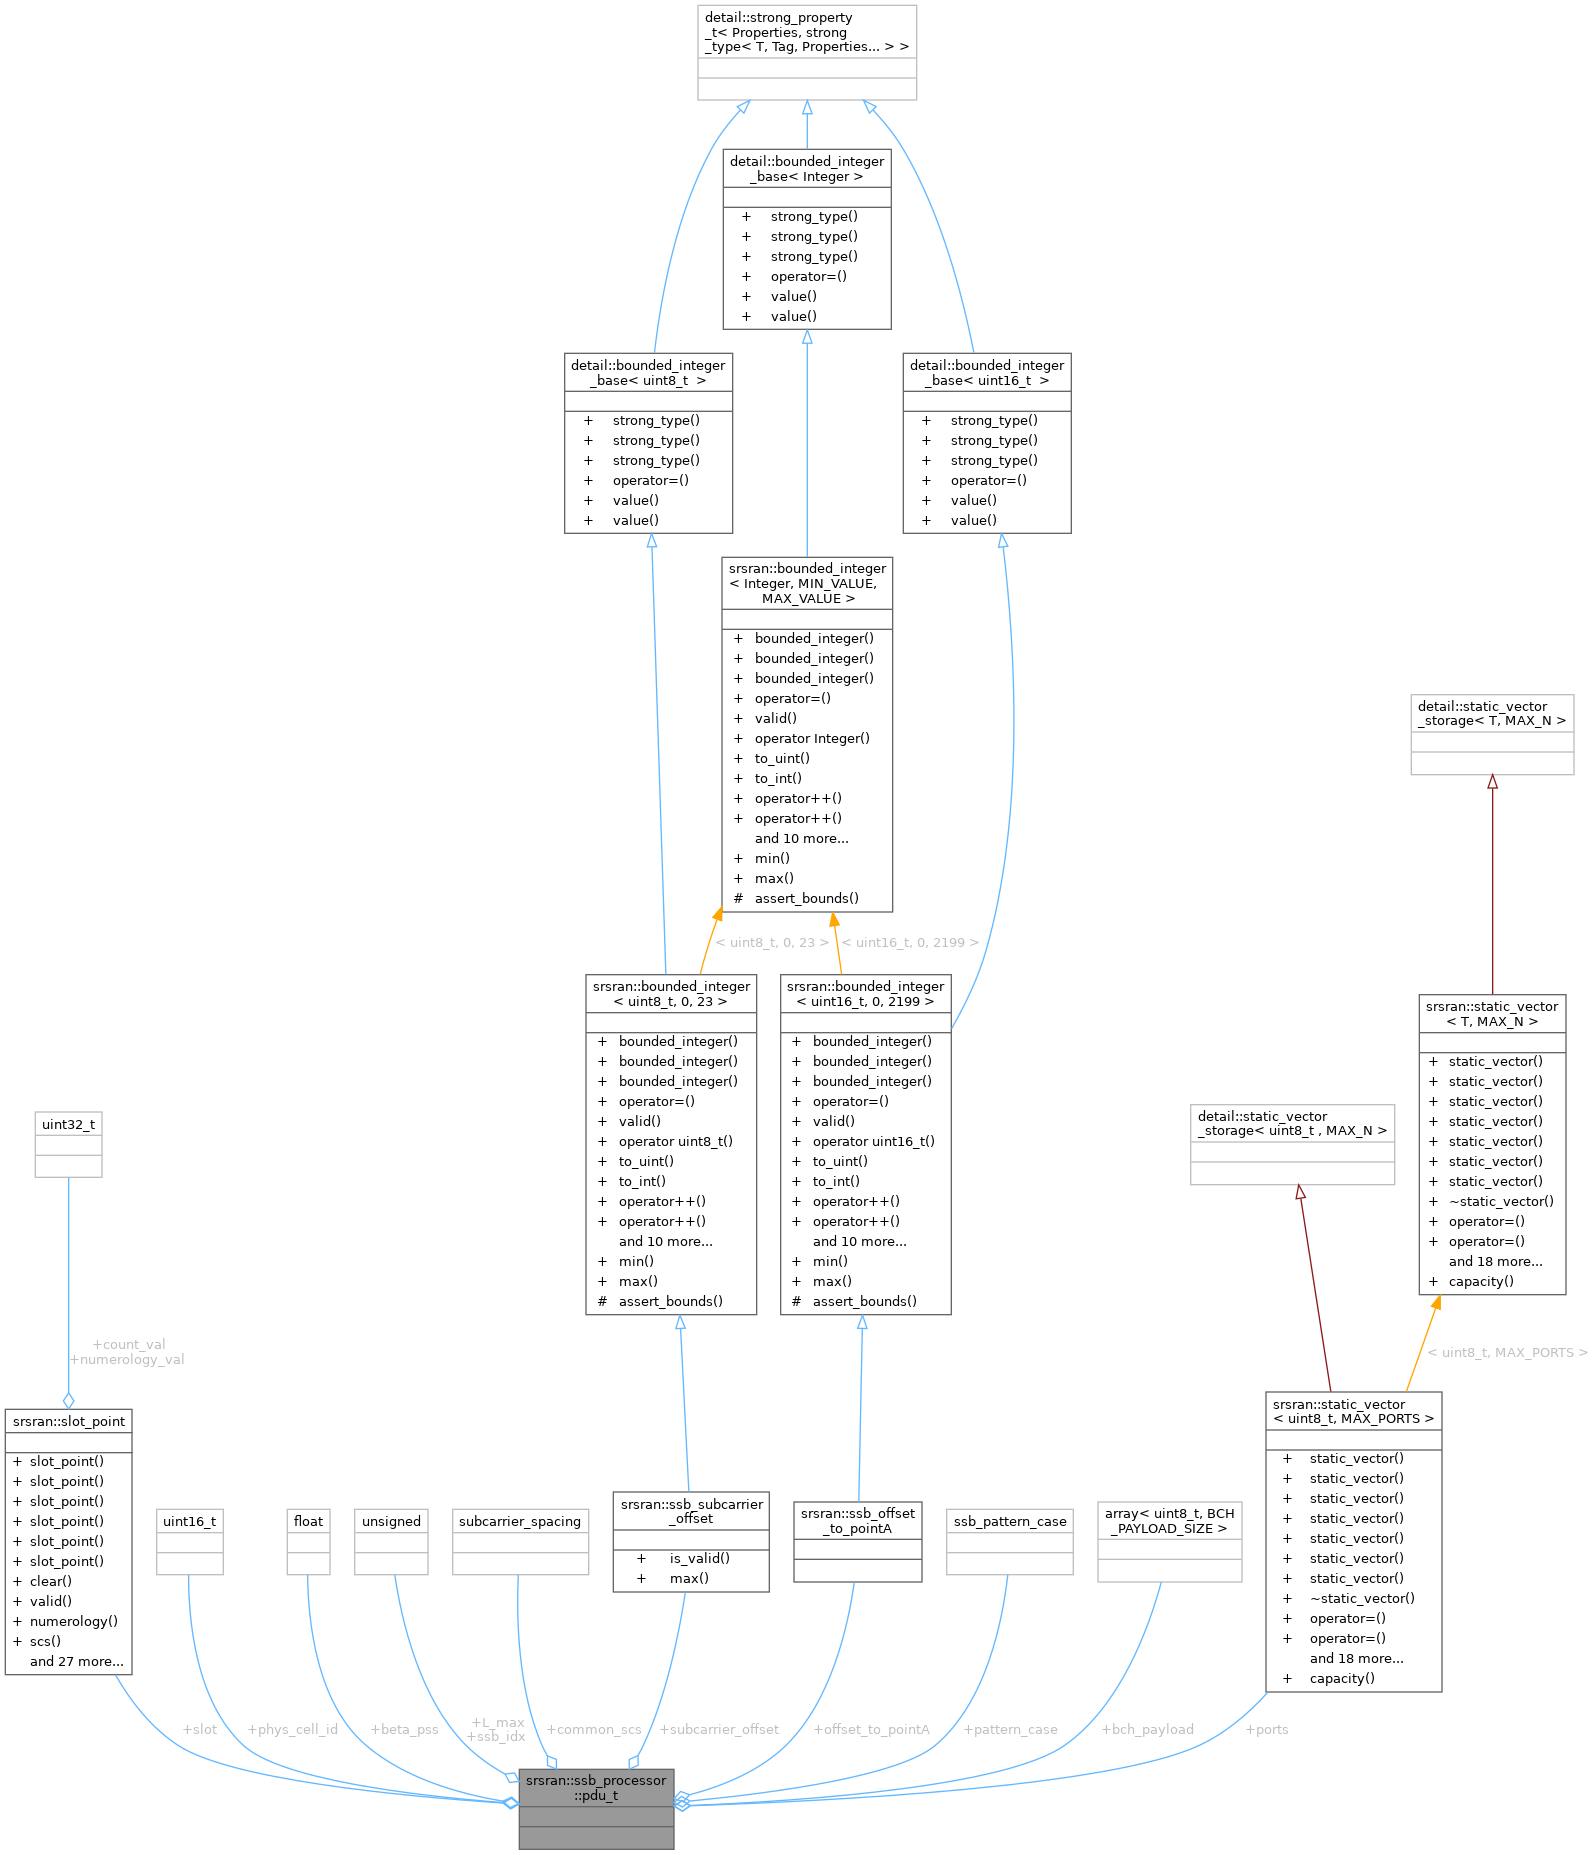 detail::strong_property
_t< Properties, strong
_type< T, Tag, Properties... > >
detail::bounded_integer
_base< Integer >
+ strong_type()
+ strong_type()
+ strong_type()
+ operator=()
+ value()
+ value()
detail::bounded_integer
_base< uint8_t >
+ strong_type()
+ strong_type()
+ strong_type()
+ operator=()
+ value()
+ value()
detail::bounded_integer
_base< uint16_t >
+ strong_type()
+ strong_type()
+ strong_type()
+ operator=()
+ value()
+ value()
srsran::bounded_integer
< Integer, MIN_VALUE,
MAX_VALUE >
+ bounded_integer()
+ bounded_integer()
+ bounded_integer()
+ operator=()
+ valid()
+ operator Integer()
+ to_uint()
+ to_int()
+ operator++()
+ operator++()
and 10 more...
+ min()
+ max()
# assert_bounds()
detail::static_vector
_storage< T, MAX_N >
< uint8_t, 0, 23 >
< uint16_t, 0, 2199 >
srsran::bounded_integer
< uint8_t, 0, 23 >
+ bounded_integer()
+ bounded_integer()
+ bounded_integer()
+ operator=()
+ valid()
+ operator uint8_t()
+ to_uint()
+ to_int()
+ operator++()
+ operator++()
and 10 more...
+ min()
+ max()
# assert_bounds()
srsran::bounded_integer
< uint16_t, 0, 2199 >
+ bounded_integer()
+ bounded_integer()
+ bounded_integer()
+ operator=()
+ valid()
+ operator uint16_t()
+ to_uint()
+ to_int()
+ operator++()
+ operator++()
and 10 more...
+ min()
+ max()
# assert_bounds()
srsran::static_vector
< T, MAX_N >
+ static_vector()
+ static_vector()
+ static_vector()
+ static_vector()
+ static_vector()
+ static_vector()
+ static_vector()
+ ~static_vector()
+ operator=()
+ operator=()
and 18 more...
+ capacity()
uint32_t
detail::static_vector
_storage< uint8_t , MAX_N >
+count_val
+numerology_val
< uint8_t, MAX_PORTS >
srsran::slot_point
+ slot_point()
+ slot_point()
+ slot_point()
+ slot_point()
+ slot_point()
+ slot_point()
+ clear()
+ valid()
+ numerology()
+ scs()
and 27 more...
uint16_t
float
unsigned
subcarrier_spacing
srsran::ssb_subcarrier
_offset
+ is_valid()
+ max()
srsran::ssb_offset
_to_pointA
ssb_pattern_case
array< uint8_t, BCH
_PAYLOAD_SIZE >
srsran::static_vector
< uint8_t, MAX_PORTS >
+ static_vector()
+ static_vector()
+ static_vector()
+ static_vector()
+ static_vector()
+ static_vector()
+ static_vector()
+ ~static_vector()
+ operator=()
+ operator=()
and 18 more...
+ capacity()
+slot
+phys_cell_id
+beta_pss
+L_max
+ssb_idx
+common_scs
+subcarrier_offset
+offset_to_pointA
+pattern_case
+bch_payload
+ports
srsran::ssb_processor
::pdu_t